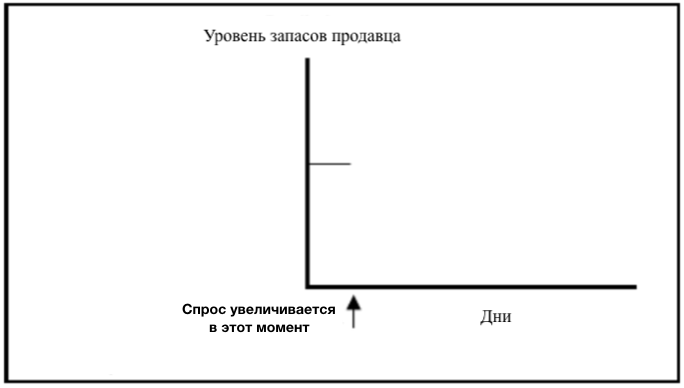 Уровень запасов продавца
Спрос увеличивается
в этот момент
Дни